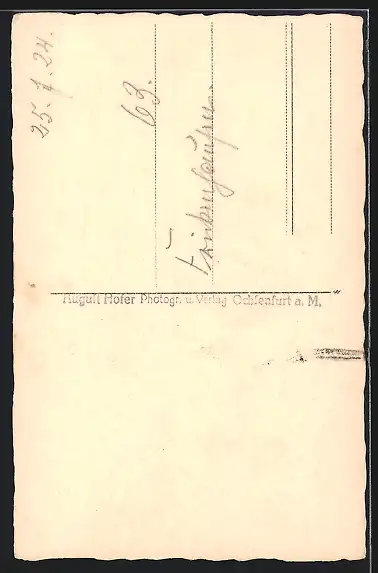 25. 7. 24.
63.
August Hofer Photogr. u. Verlag Ochsenfurt a. M.